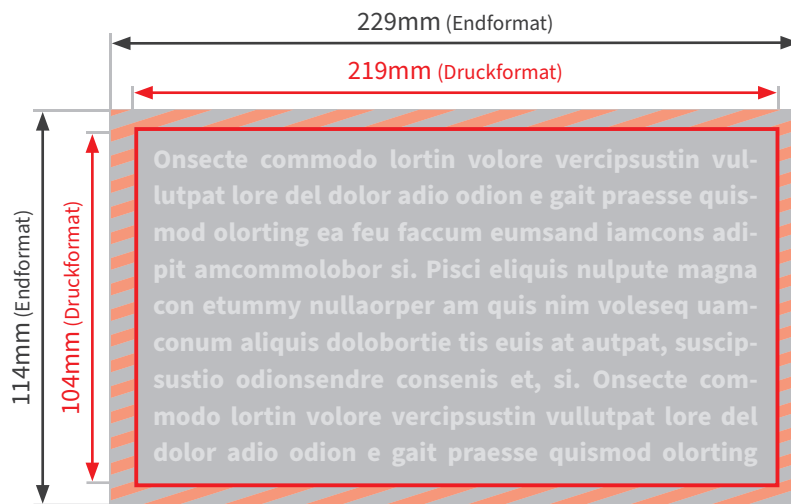 229mm (Endformat)
219mm (Druckformat)
114mm (Endformat)
104mm (Druckformat)
Onsecte commodo lortin volore vercipsustin vul-
lutpat lore del dolor adio odion e gait praesse quis-
mod olorting ea feu faccum eumsand iamcons adi-
pit amcommolobor si. Pisci eliquis nulpute magna
con etummy nullaorper am quis nim voleseq uam-
conum aliquis dolobortie tis euis at autpat, suscip-
sustio odionsendre consenis et, si. Onsecte com-
modo lortin volore vercipsustin vullutpat lore del
dolor adio odion e gait praesse quismod olorting